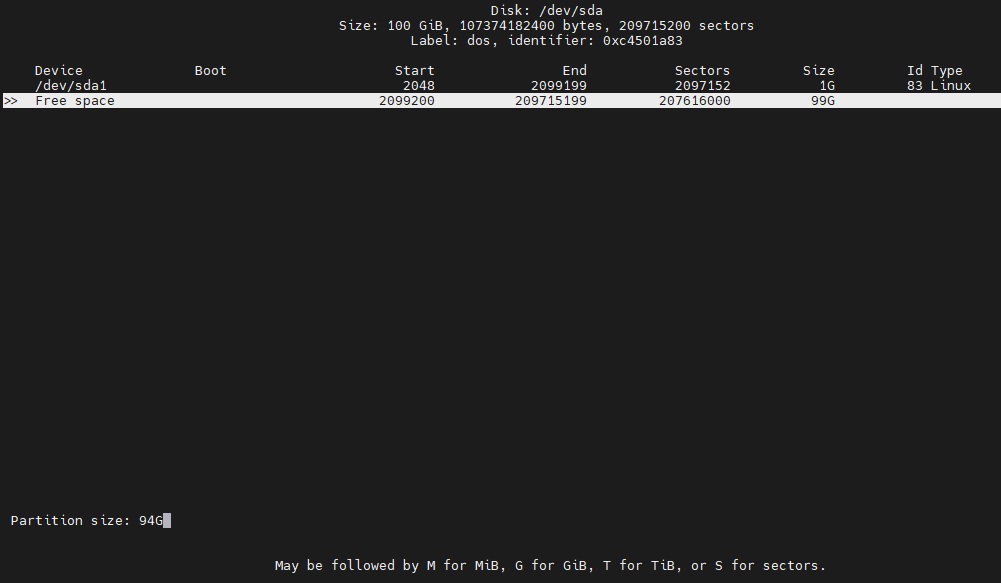 Disk: /dev/sda
Size: 100 GiB, 107374182400 bytes, 209715200 sectors
Label: dos, identifier: 0xc4501a83
Device Boot Start End Sectors Size Id Type
/dev/sda1 2048 2099199 2097152 1G 83 Linux
>> Free space 2099200 209715199 207616000 99G
Partition size: 94G
May be followed by M for MiB, G for GiB, T for TiB, or S for sectors.